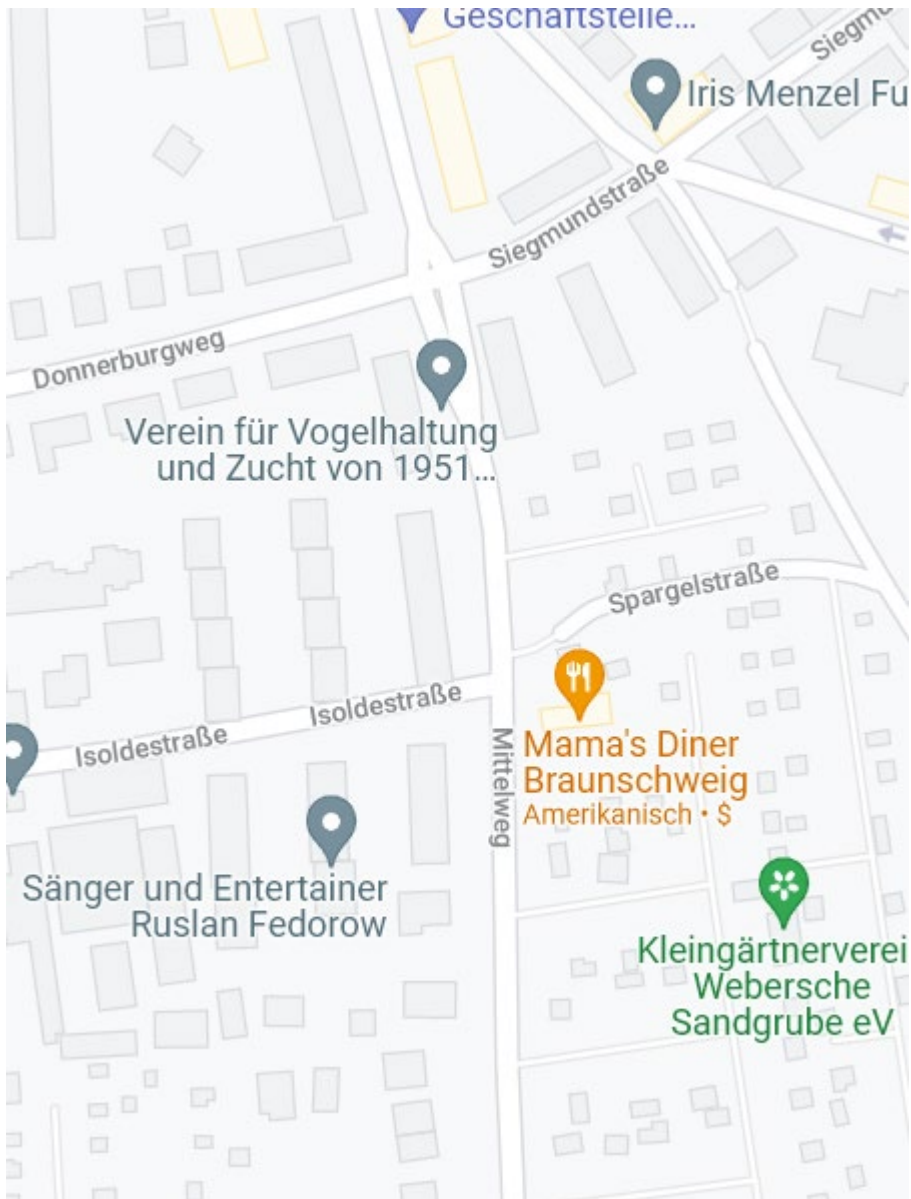 Geschäftstelle...
Siegmu
Iris Menzel Fu
Siegmundstraße
Donnerburgweg
Verein für Vogelhaltung
und Zucht von 1951...
Spargelstraße
Isoldestraße
Isoldestraße
Mittelweg
Mama's Diner
Braunschweig
Amerikanisch • $
Sänger und Entertainer
Ruslan Fedorow
Kleingärtnerverei
Webersche
Sandgrube eV